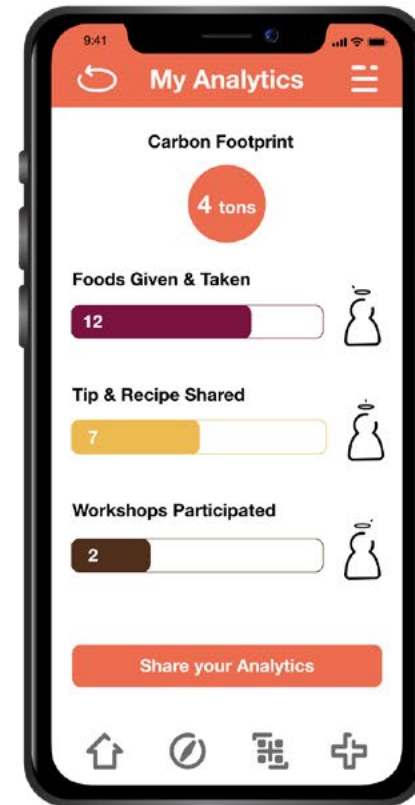 9:41
My Analytics
Carbon Footprint
4 tons
Foods Given & Taken
12
Tip & Recipe Shared
7
Workshops Participated
2
Share your Analytics